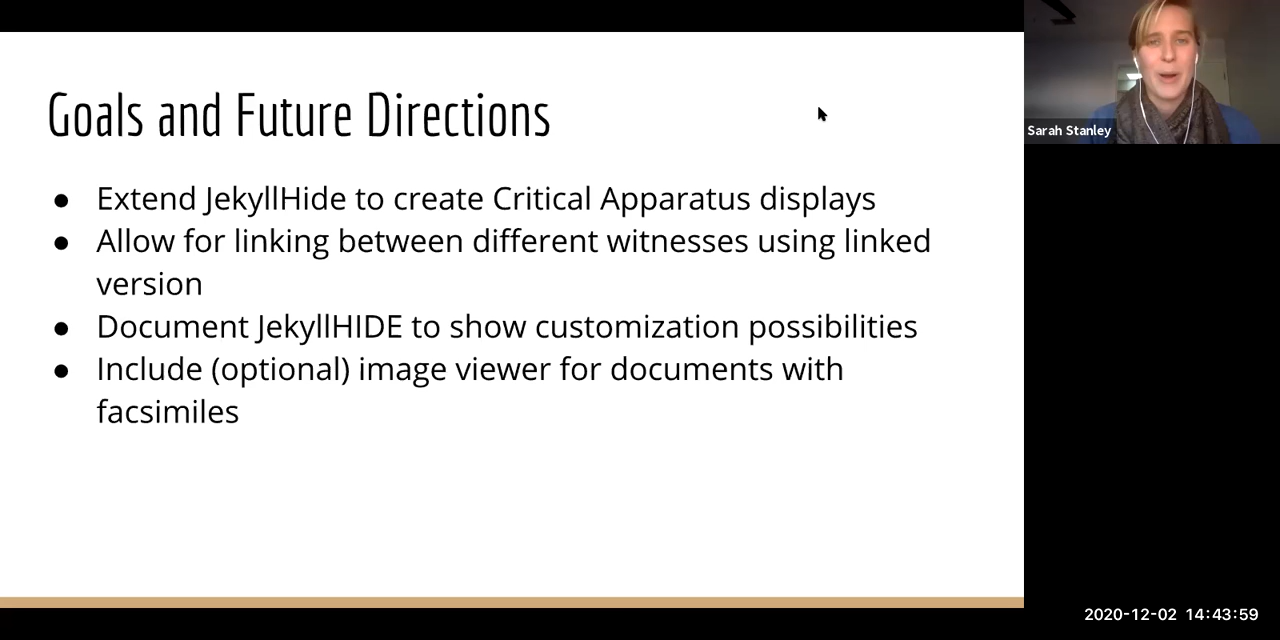 Goals and Future Directions
● Extend JekyllHide to create Critical Apparatus displays
● Allow for linking between different witnesses using linked
version
● Document JekyllHIDE to show customization possibilities
● Include (optional) image viewer for documents with
facsimiles
Sarah Stanley
2020-12-02 14:43:59